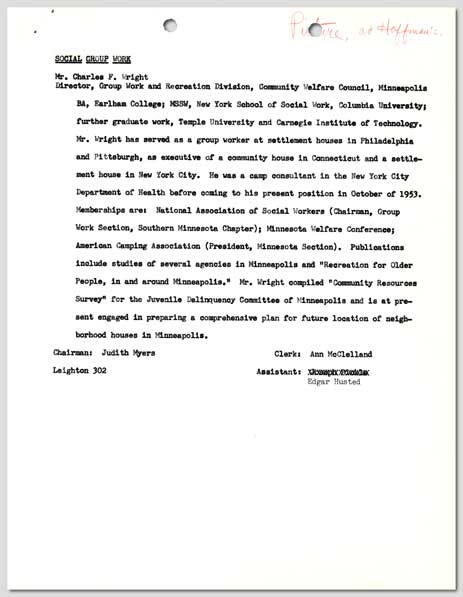 Picture, at Hoffman's.
SOCIAL GROUP WORK
Mr. Charles F. Wright
Director, Group Work and Recreation Division, Community Welfare Council, Minneapolis
BA, Earlham College; MSSW, New York School of Social Work, Columbia University;
further graduate work, Temple University and Carnegie Institute of Technology.
Mr. Wright has served as a group worker at settlement houses in Philadelphia
and Pittsburgh, as executive of a community house in Connecticut and a settle-
ment house in New York City. He was a camp consultant in the New York City
Department of Health before coming to his present position in October of 1953.
Memberships are: National Association of Social Workers (Chairman, Group
Work Section, Southern Minnesota Chapter); Minnesota Welfare Conference;
American Camping Association (President, Minnesota Section). Publications
include studies of several agencies in Minneapolis and "Recreation for Older
People, in and around Minneapolis." Mr. Wright compiled "Community Resources
Survey" for the Juvenile Delinquency Committee of Minneapolis and is at pre-
sent engaged in preparing a comprehensive plan for future location of neigh-
borhood houses in Minneapolis.
Chairman: Judith Myers
Clerk: Ann McClelland
Leighton 302
Assistant:
Edgar Husted